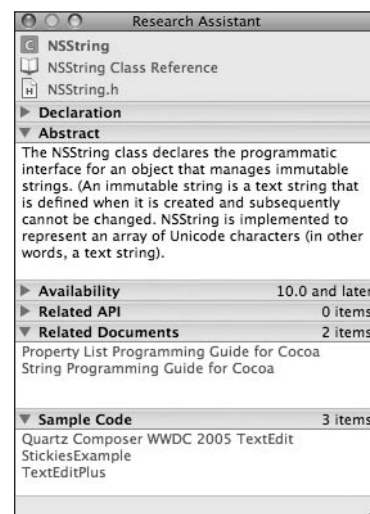 Research Assistant
C NSString
NSString Class Reference
H NSString.h
Declaration
Abstract
The NSString class declares the programmatic
interface for an object that manages immutable
strings. (An immutable string is a text string that
is defined when it is created and subsequently
cannot be changed. NSString is implemented to
represent an array of Unicode characters (in other
words, a text string).
Availability 10.0 and later
Related API 0 items
Related Documents 2 items
Property List Programming Guide for Cocoa
String Programming Guide for Cocoa
Sample Code 3 items
Quartz Composer WWDC 2005 TextEdit
StickiesExample
TextEditPlus